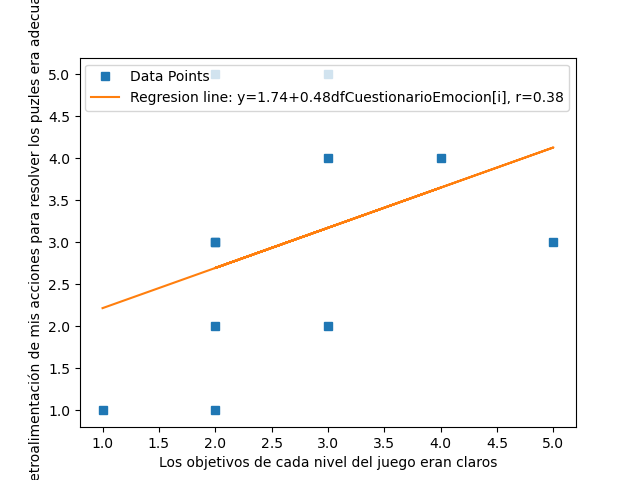 etroalimentación de mis acciones para resolver los puzles era adecua
5.0
4.5
4.0
3.5
3.0
2.5
2.0
1.5
1.0
Data Points
Regresion line: y=1.74+0.48dfCuestionarioEmocion[i], r=0.38
1.0 1.5 2.0 2.5 3.0 3.5 4.0 4.5 5.0
Los objetivos de cada nivel del juego eran claros